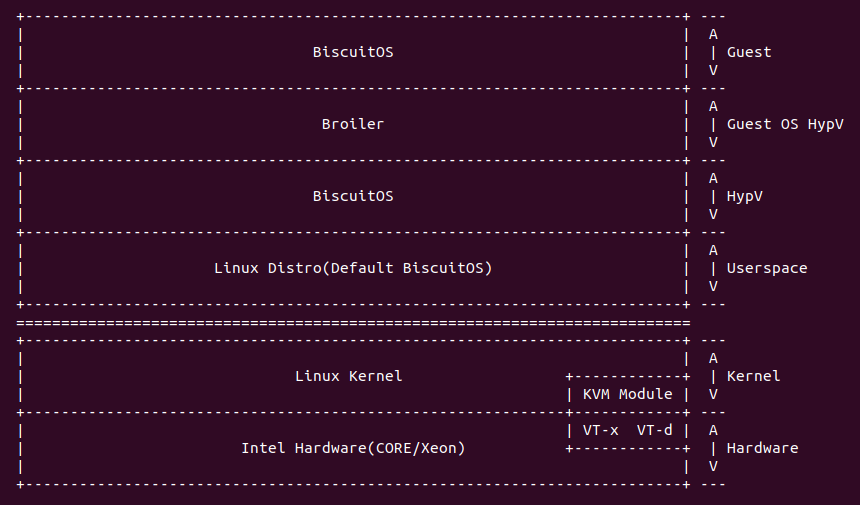 +-------------------------------------------------------------------------+ ---
|                                                                         |  A
|                                BiscuitOS                                |  | Guest
|                                                                         |  V
+-------------------------------------------------------------------------+ ---
|                                                                         |  A
|                                 Broiler                                 |  | Guest OS HypV
|                                                                         |  V
+-------------------------------------------------------------------------+ ---
|                                                                         |  A
|                                BiscuitOS                                |  | HypV
|                                                                         |  V
+-------------------------------------------------------------------------+ ---
|                                                                         |  A
|                     Linux Distro(Default BiscuitOS)                     |  | Userspace
|                                                                         |  V
+-------------------------------------------------------------------------+ ---
===========================================================================
+-------------------------------------------------------------------------+ ---
|                                                                         |  A
|                              Linux Kernel                  +------------+  | Kernel
|                                                            | KVM Module |  V
+------------------------------------------------------------+------------+ ---
|                                                            | VT-x  VT-d |  A
|                        Intel Hardware(CORE/Xeon)           +------------+  | Hardware
|                                                                         |  V
+-------------------------------------------------------------------------+ ---